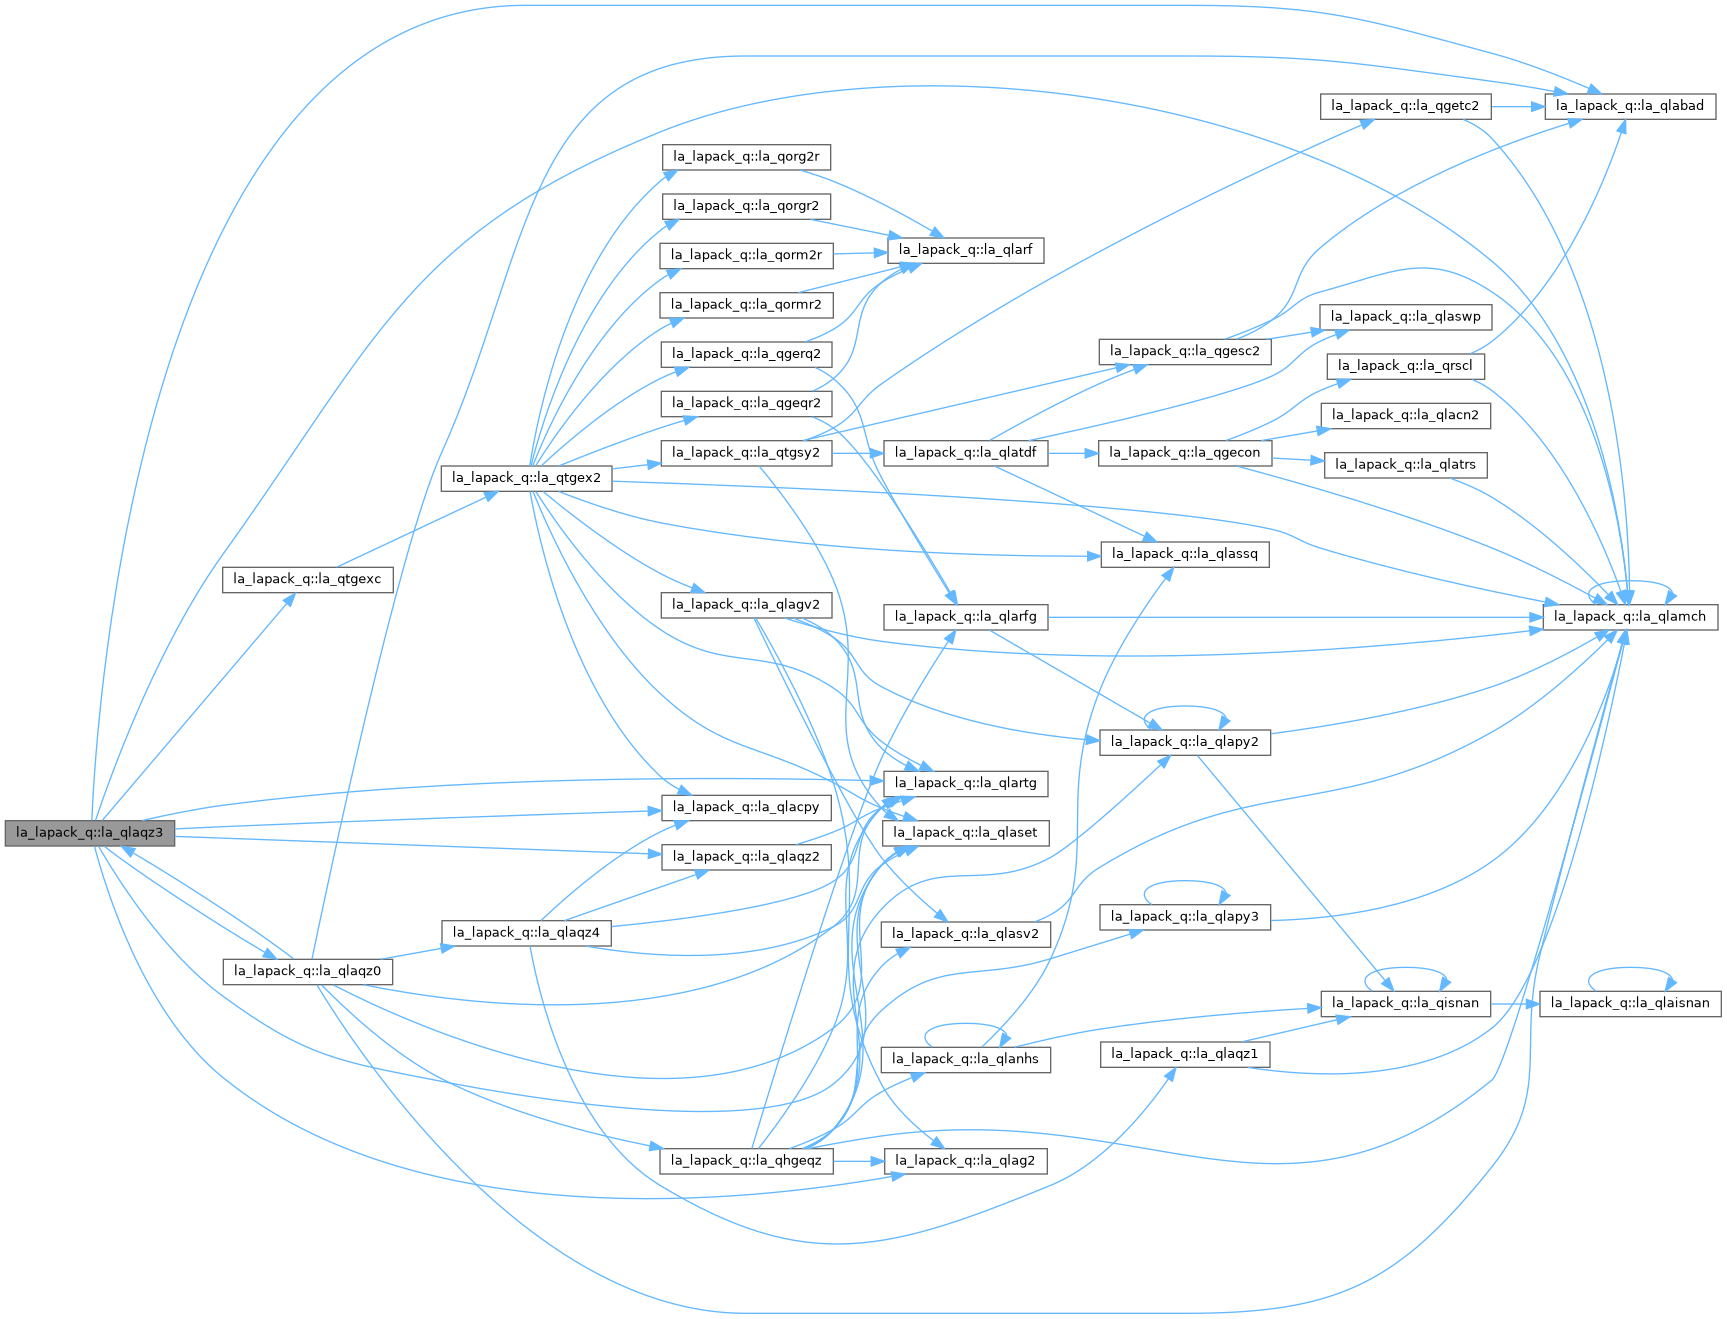 la_lapack_q::la_qlaqz3
la_lapack_q::la_qtgexc
la_lapack_q::la_qlaqz0
la_lapack_q::la_qtgex2
la_lapack_q::la_qlaqz4
la_lapack_q::la_qorg2r
la_lapack_q::la_qorgr2
la_lapack_q::la_qorm2r
la_lapack_q::la_qormr2
la_lapack_q::la_qgerq2
la_lapack_q::la_qgeqr2
la_lapack_q::la_qtgsy2
la_lapack_q::la_qlagv2
la_lapack_q::la_qlacpy
la_lapack_q::la_qlaqz2
la_lapack_q::la_qhgeqz
la_lapack_q::la_qlarf
la_lapack_q::la_qlatdf
la_lapack_q::la_qlarfg
la_lapack_q::la_qlartg
la_lapack_q::la_qlaset
la_lapack_q::la_qlasv2
la_lapack_q::la_qlanhs
la_lapack_q::la_qlag2
la_lapack_q::la_qgesc2
la_lapack_q::la_qgecon
la_lapack_q::la_qlassq
la_lapack_q::la_qlapy2
la_lapack_q::la_qlapy3
la_lapack_q::la_qlaqz1
la_lapack_q::la_qgetc2
la_lapack_q::la_qlaswp
la_lapack_q::la_qrscl
la_lapack_q::la_qlacn2
la_lapack_q::la_qlatrs
la_lapack_q::la_qisnan
la_lapack_q::la_qlabad
la_lapack_q::la_qlamch
la_lapack_q::la_qlaisnan